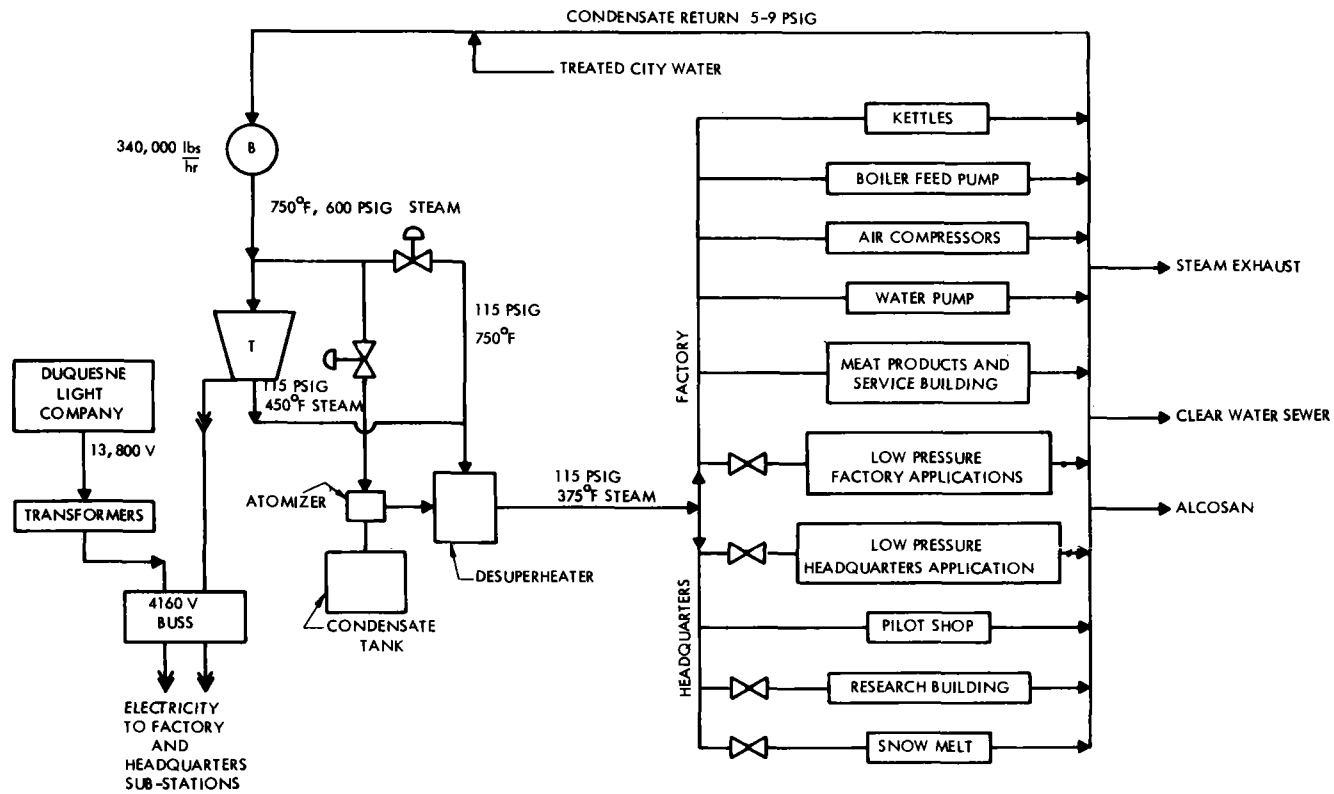 CONDENSATE RETURN 5-9 PSIG
TREATED CITY WATER
340,000 lbs
hr
B
750°F, 600 PSIG STEAM
115 PSIG
750°F
T
115 PSIG
450°F STEAM
DUQUESNE
LIGHT
COMPANY
13,800 V
TRANSFORMERS
4160 V
BUSS
ELECTRICITY
TO FACTORY
AND
HEADQUARTERS
SUB-STATIONS
ATOMIZER
CONDENSATE
TANK
DESUPERHEATER
115 PSIG
375°F STEAM
FACTORY
HEADQUARTERS
KETTLES
BOILER FEED PUMP
AIR COMPRESSORS
WATER PUMP
MEAT PRODUCTS AND
SERVICE BUILDING
LOW PRESSURE
FACTORY APPLICATIONS
LOW PRESSURE
HEADQUARTERS APPLICATION
PILOT SHOP
RESEARCH BUILDING
SNOW MELT
STEAM EXHAUST
CLEAR WATER SEWER
ALCOSAN